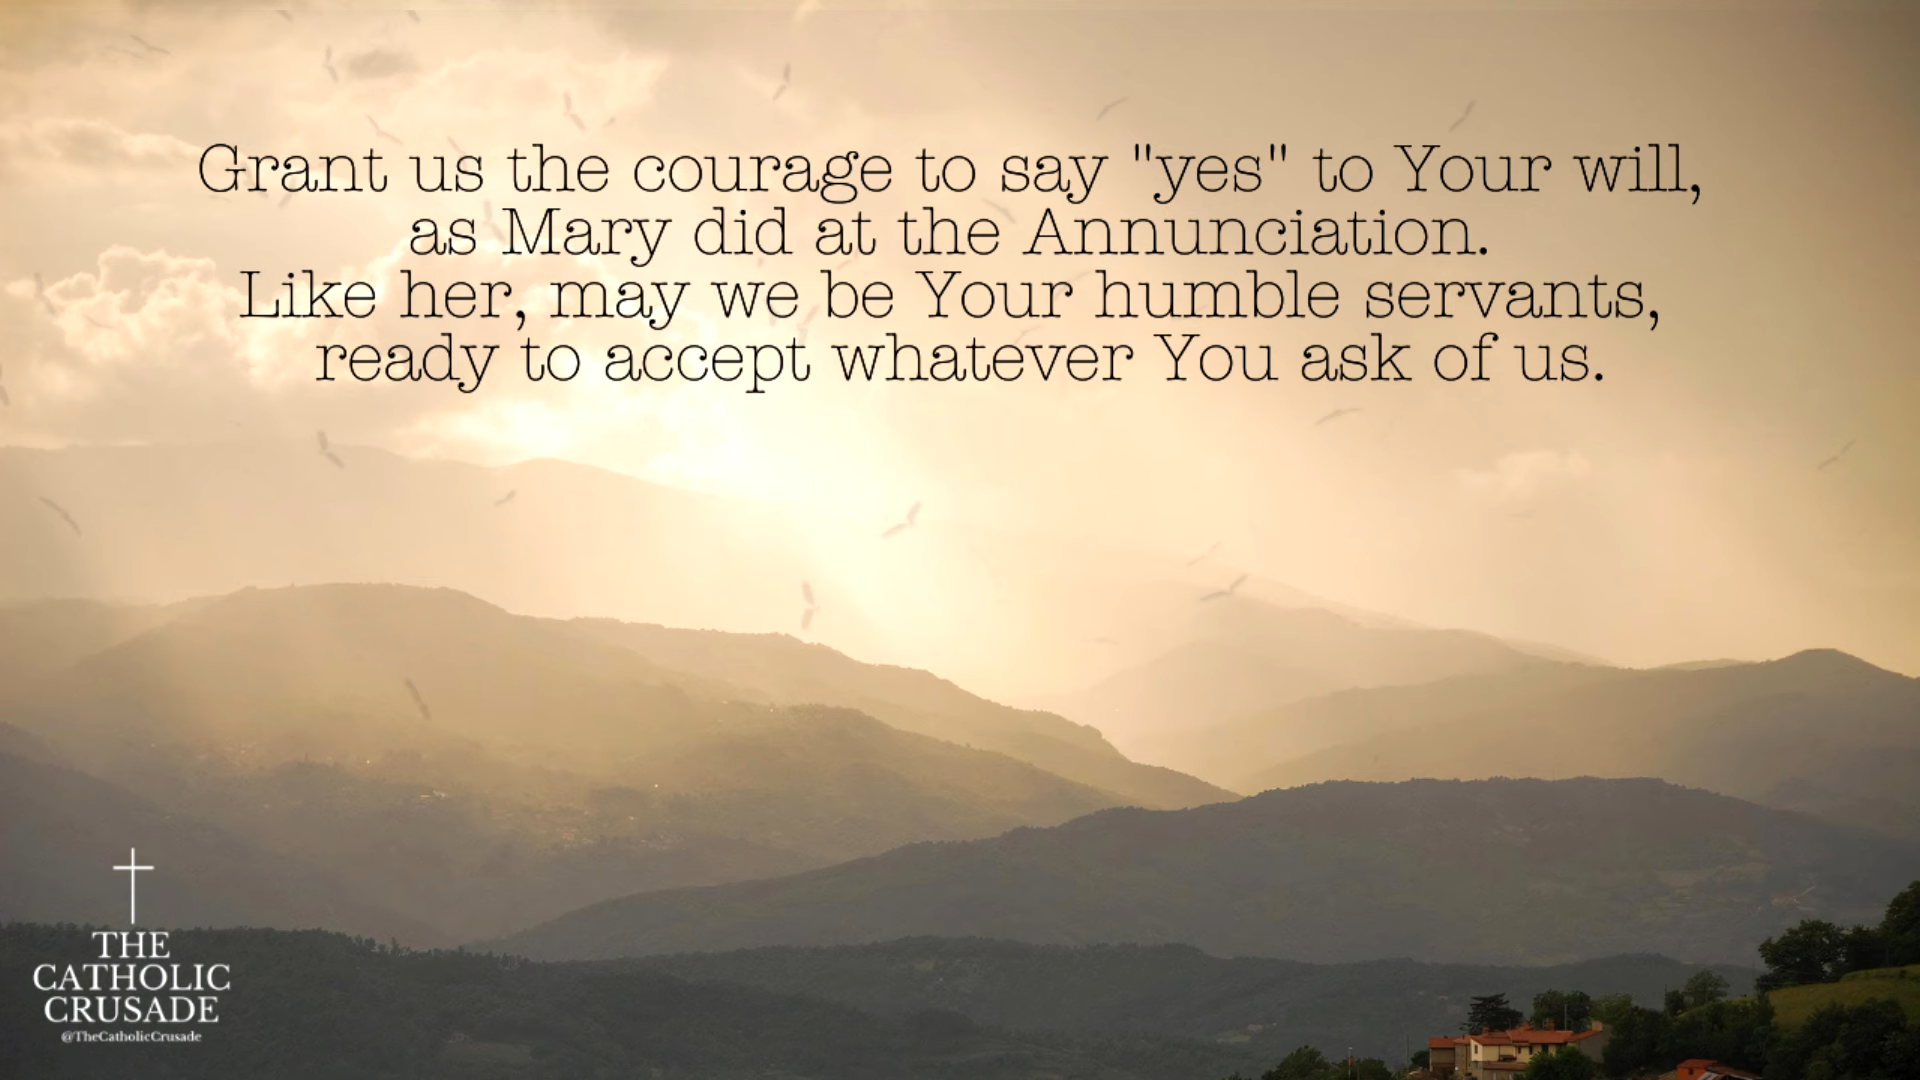 Grant us the courage to say "yes" to Your will,
as Mary did at the Annunciation.
Like her, may we be Your humble servants,
ready to accept whatever You ask of us.
THE
CATHOLIC
CRUSADE
@TheCatholicCrusade